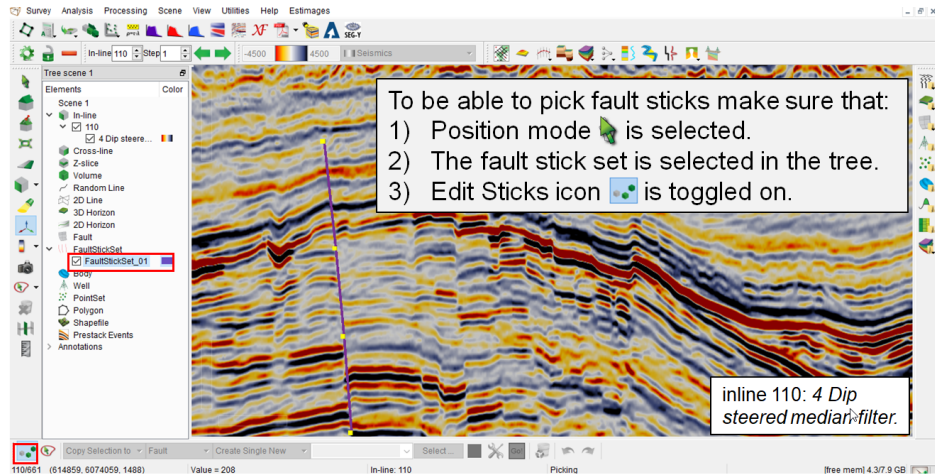 Survey Analysis Processing Scene View Utilities Help Estimages
SEG-Y
In-line 110 Step 1 -4500 4500 Seismics
Tree scene 1
Elements Color
Scene 1
In-line
110
4 Dip steere...
Cross-line
Z-slice
Volume
Random Line
2D Line
3D Horizon
2D Horizon
Fault
FaultStickSet
FaultStickSet_01
Body
Well
PointSet
Polygon
Shapefile
Prestack Events
Annotations
To be able to pick fault sticks make sure that:
1) Position mode is selected.
2) The fault stick set is selected in the tree.
3) Edit Sticks icon is toggled on.
inline 110: 4 Dip
steered median filter.
Copy Selection to Fault Create Single New Select ...
110/661 (614859, 6074059, 1488) Value = 208 In-line: 110 Picking [free mem] 4.3/7.9 GB